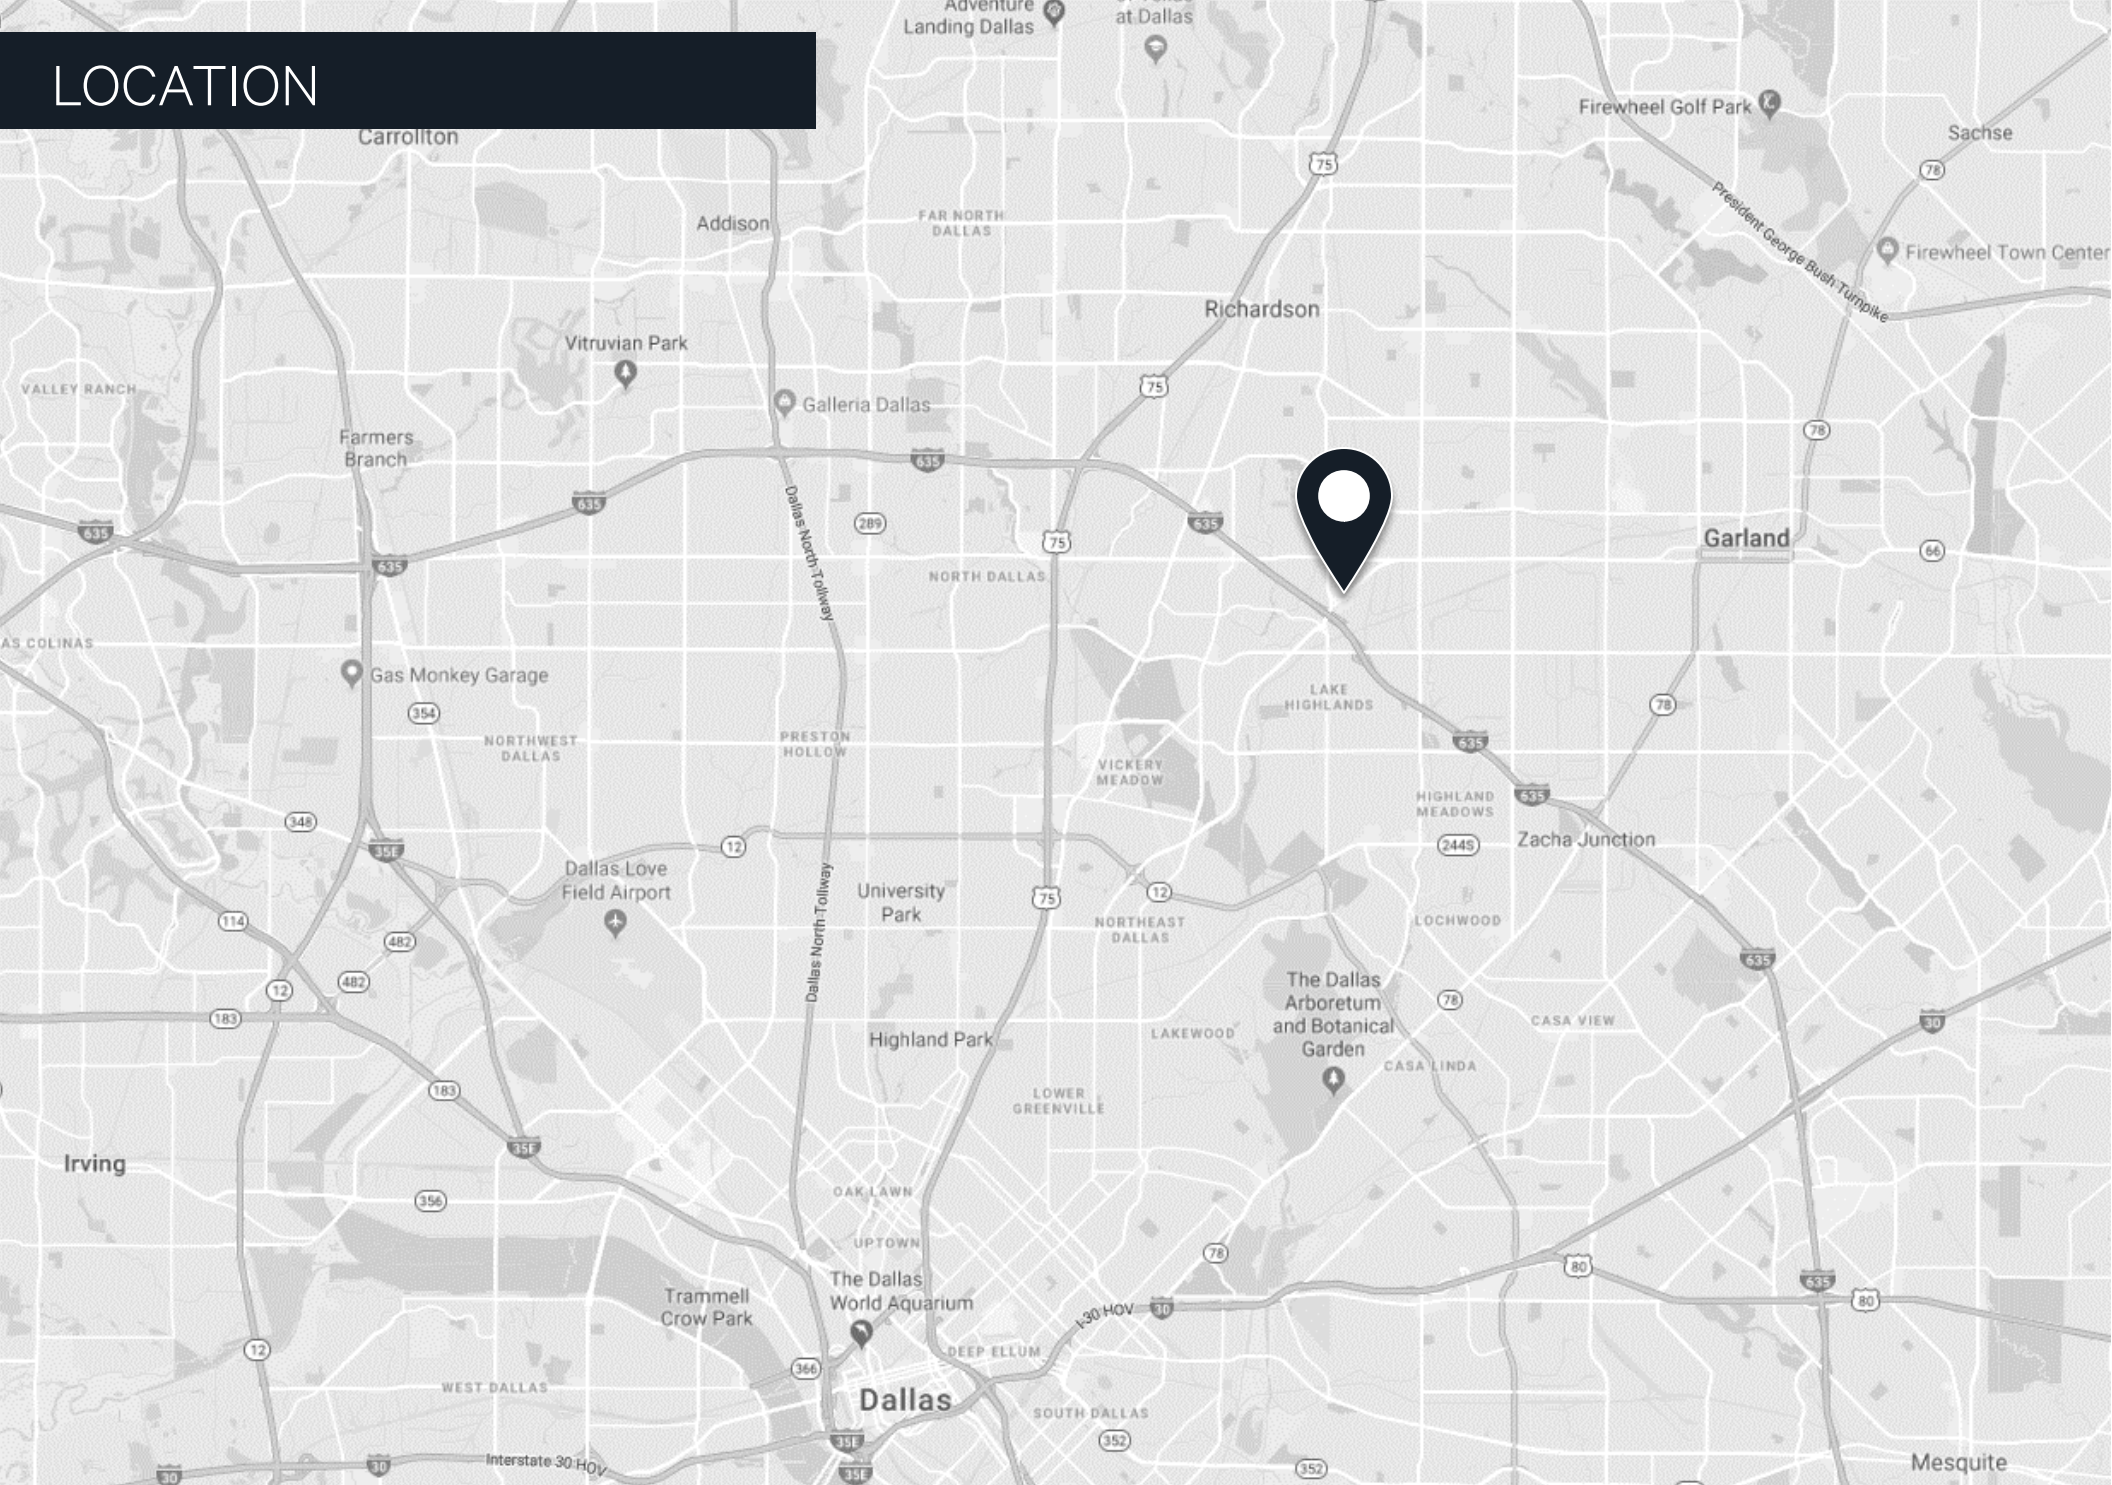 Adventure
Landing Dallas
at Dallas
LOCATION
Firewheel Golf Park
Carrollton
Sachse
75
78
President George Bush Turnpike
Addison
FAR NORTH
DALLAS
Firewheel Town Center
Richardson
Vitruvian Park
75
VALLEY RANCH
Galleria Dallas
78
Farmers
Branch
635
635
Dallas North Tollway
289
635
635
75
Garland
66
635
NORTH DALLAS
AS COLINAS
Gas Monkey Garage
LAKE
HIGHLANDS
354
78
NORTHWEST
DALLAS
PRESTON
HOLLOW
635
VICKERY
MEADOW
635
HIGHLAND
MEADOWS
348
35E
12
244S
Zacha Junction
Dallas Love
Field Airport
Dallas North Tollway
University
Park
75
12
114
482
NORTHEAST
DALLAS
LOCHWOOD
635
482
12
The Dallas
Arboretum
and Botanical
Garden
78
183
30
CASA VIEW
Highland Park
LAKEWOOD
CASA LINDA
183
LOWER
GREENVILLE
35E
Irving
356
OAK LAWN
UPTOWN
78
80
The Dallas
World Aquarium
635
80
Trammell
Crow Park
I-30 HOV
30
12
366
DEEP ELLUM
WEST DALLAS
Dallas
SOUTH DALLAS
35E
352
Interstate 30 HOV
30
30
35E
352
Mesquite